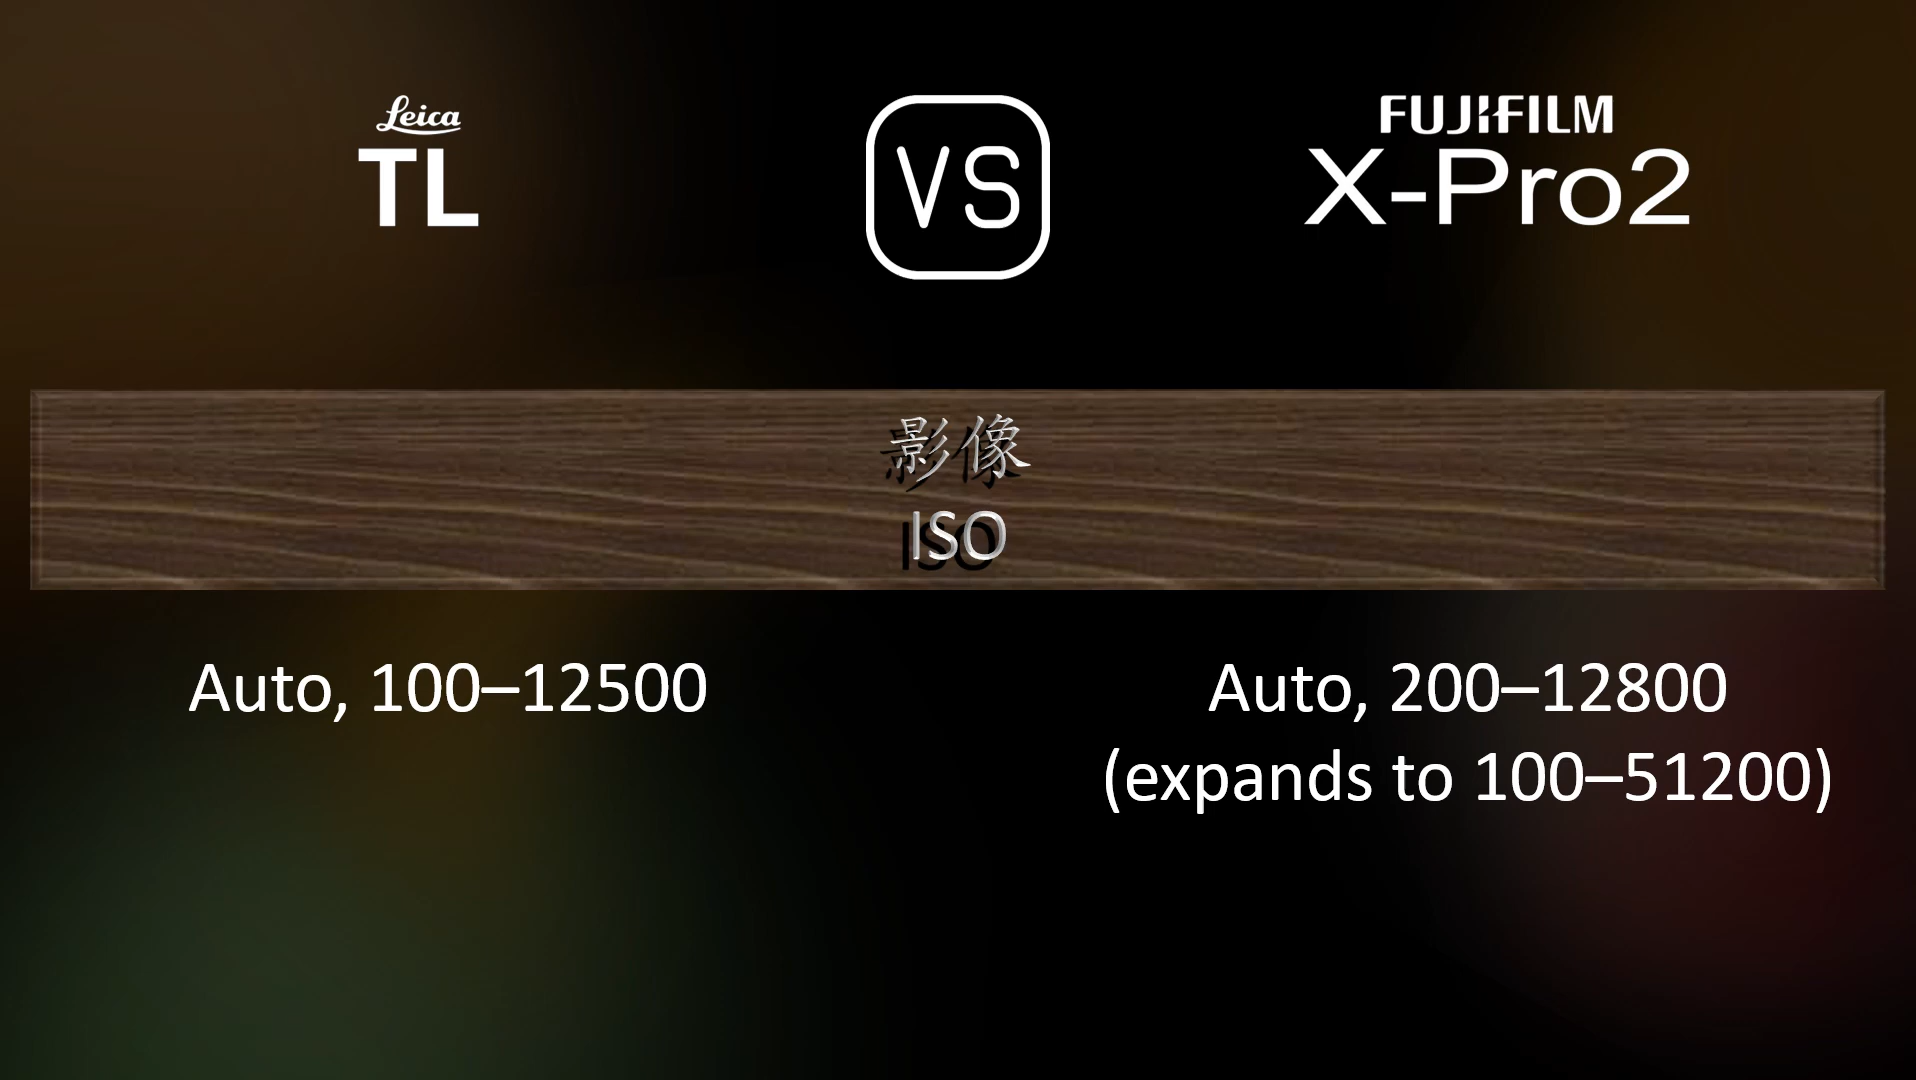 Leica
TL
VS
FUJIFILM
X-Pro2
影像
ISO
Auto, 100–12500
Auto, 200–12800
(expands to 100–51200)